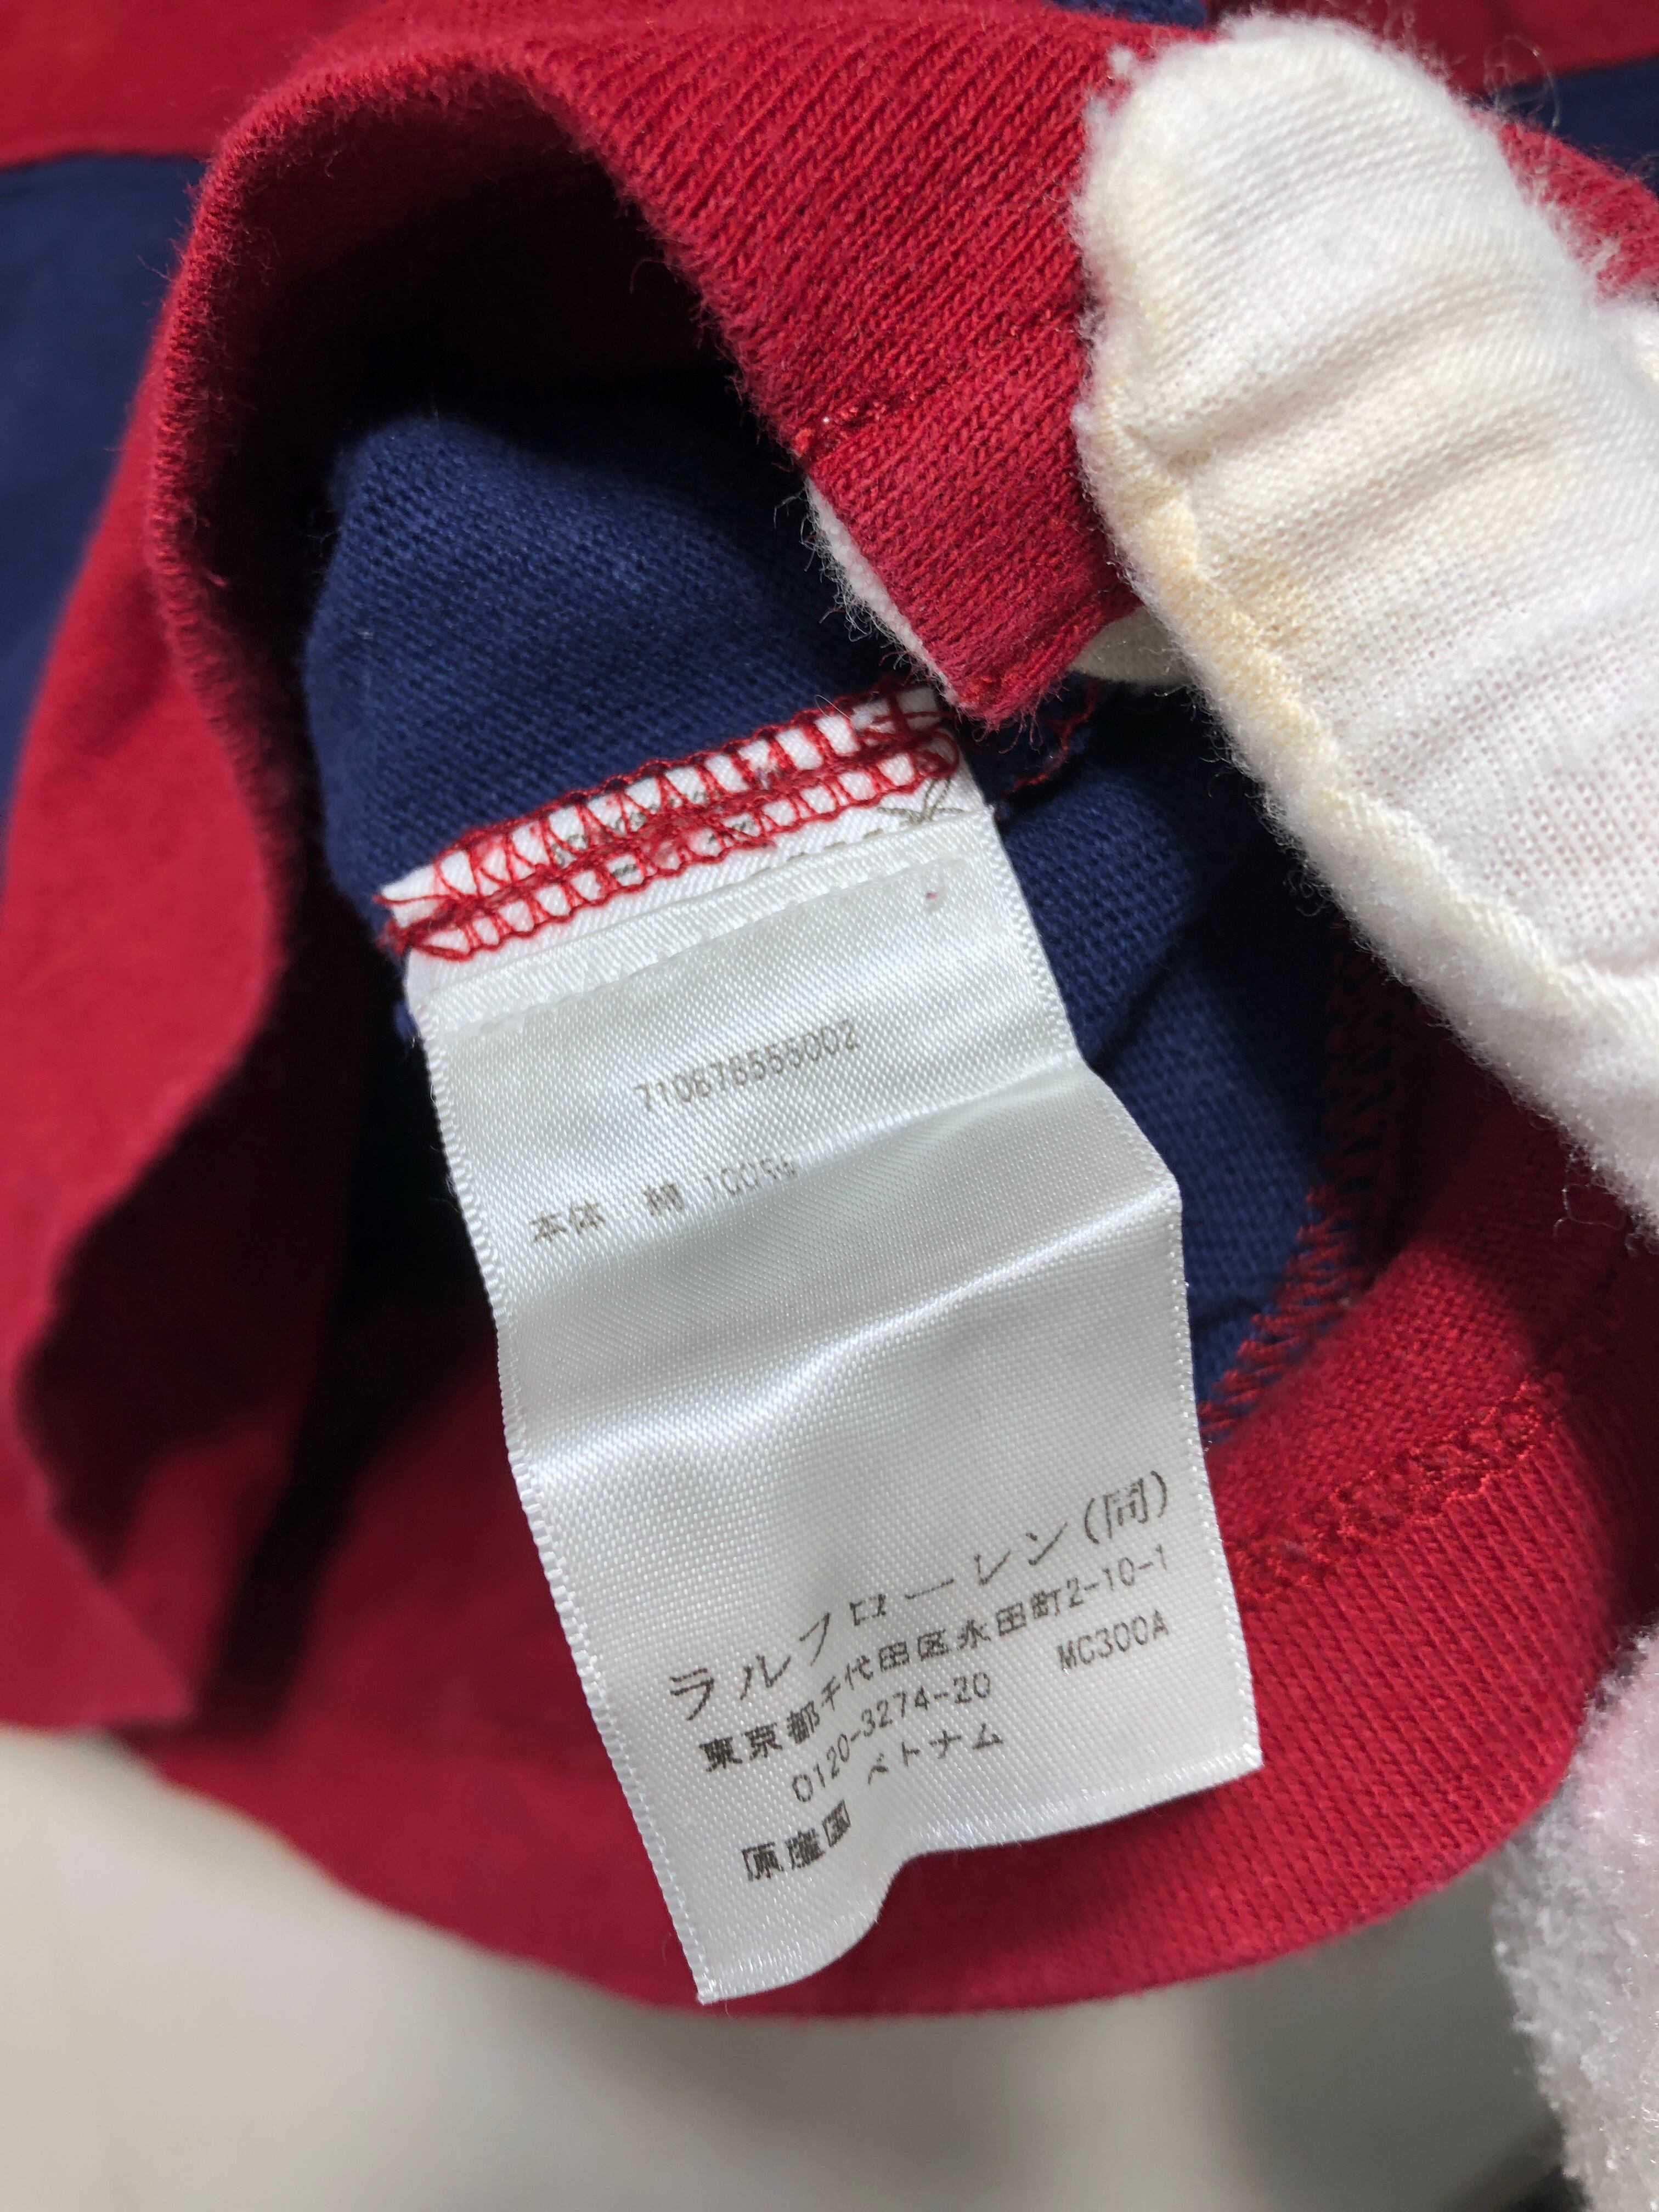 710676555002
本体 綿 100%
ラルフローレン(同)
東京都千代田区永田町2-10-1
0120-3274-20 MC300A
原産国 ベトナム